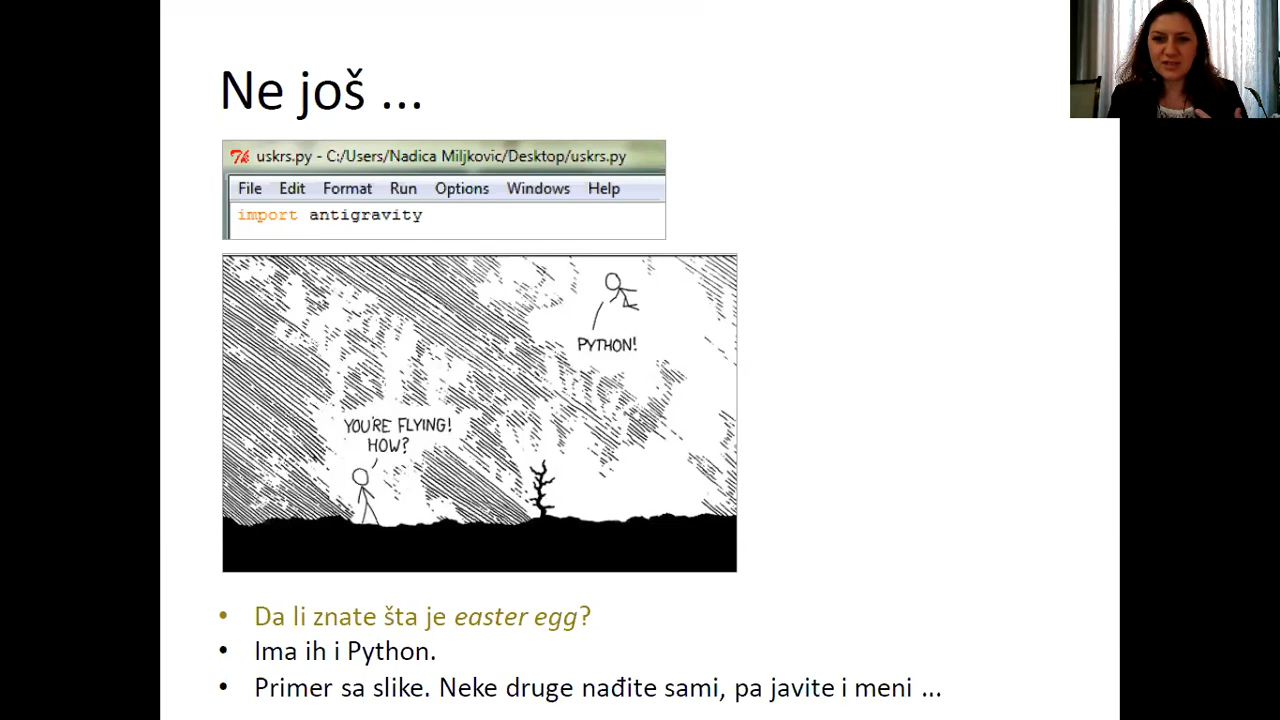 Ne još ...
uskrs.py - C:/Users/Nadica Miljkovic/Desktop/uskrs.py
File Edit Format Run Options Windows Help
import antigravity
PYTHON!
YOU'RE FLYING!
HOW?
• Da li znate šta je easter egg?
• Ima ih i Python.
• Primer sa slike. Neke druge nađite sami, pa javite i meni ...